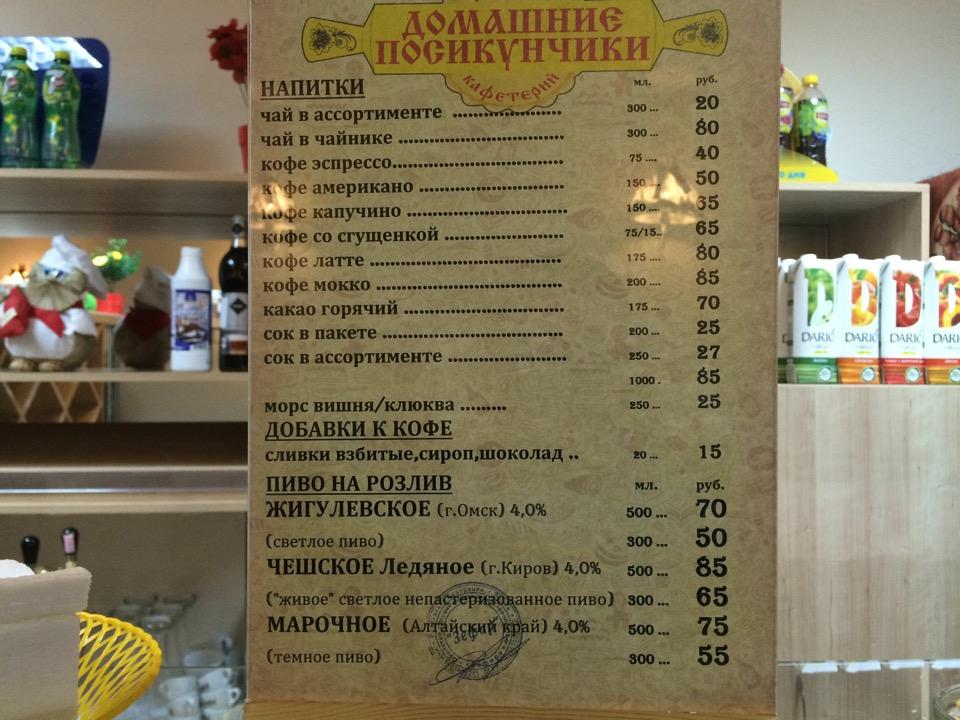 ДОМАШНИЕ
ПОСИКУНЧИКИ
кафетерий
НАПИТКИ мл. руб.
чай в ассортименте ..................... 300 ... 20
чай в чайнике ................................ 300 ... 80
кофе эспрессо................................ 75 .... 40
кофе американо ........................... 150 .... 50
кофе капучино .............................. 150 .... 65
кофе со сгущенкой ...................... 75/15.. 65
кофе латте .................................... 175 .... 80
кофе мокко ................................... 200 .... 85
какао горячий .............................. 175 ... 70
сок в пакете .................................. 200 ... 25
сок в ассортименте ...................... 250 ... 27
1000 . 85
морс вишня/клюква ......... 250 ... 25
ДОБАВКИ К КОФЕ
сливки взбитые,сироп,шоколад .. 20 ... 15
ПИВО НА РОЗЛИВ мл. руб.
ЖИГУЛЕВСКОЕ (г.Омск) 4,0% 500 ... 70
(светлое пиво) 300 ... 50
ЧЕШСКОЕ Ледяное (г.Киров) 4,0% 500 ... 85
("живое" светлое непастеризованное пиво) 300 ... 65
МАРОЧНОЕ (Алтайский край) 4,0% 500 ... 75
(темное пиво) 300 ... 55
DARIO
DARIO
DARIO
DARI